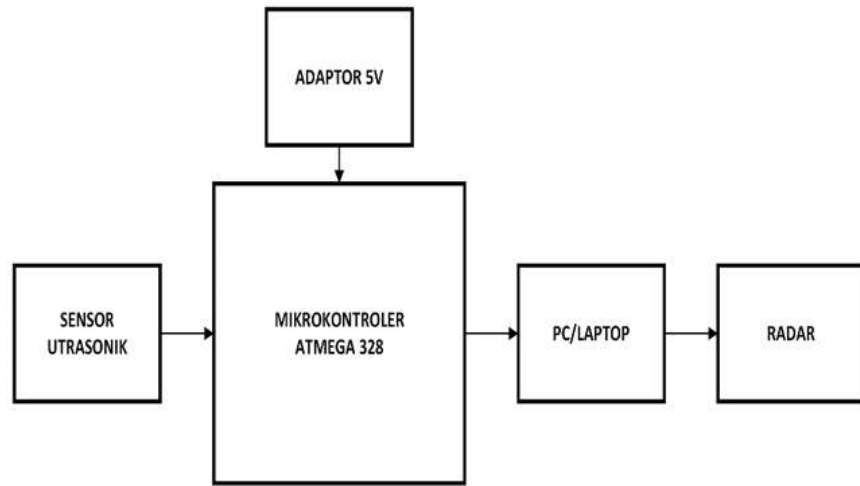 ADAPTOR 5V
SENSOR
UTRASONIK
MIKROKONTROLER
ATMEGA 328
PC/LAPTOP
RADAR